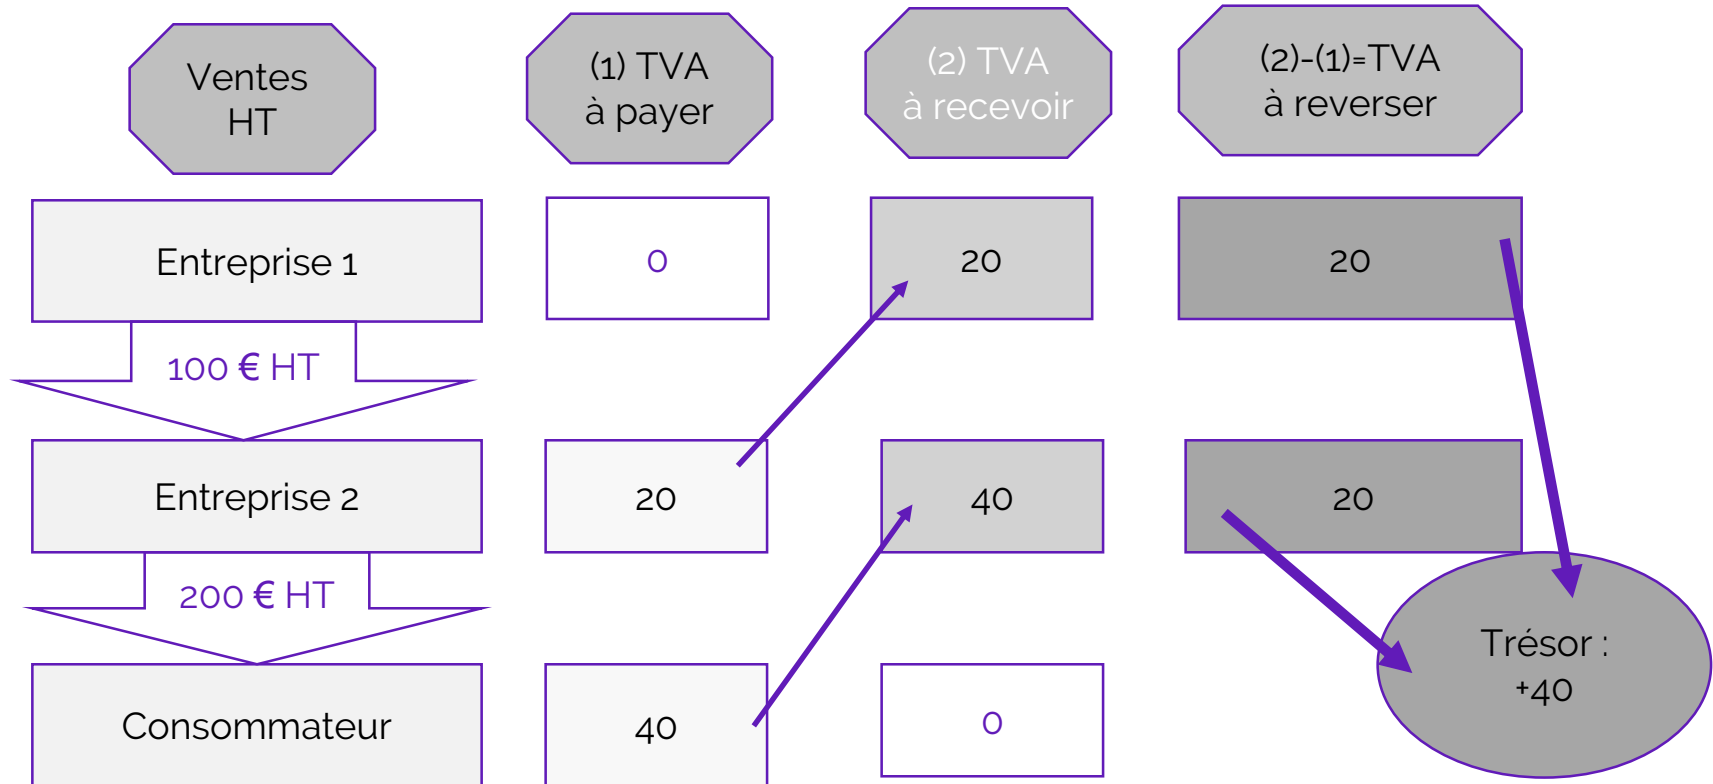 Ventes
HT
(1) TVA
à payer
(2) TVA
à recevoir
(2)-(1)=TVA
à reverser
Entreprise 1
0
20
20
100 € HT
Entreprise 2
20
40
20
200 € HT
Consommateur
40
0
Trésor :
+40